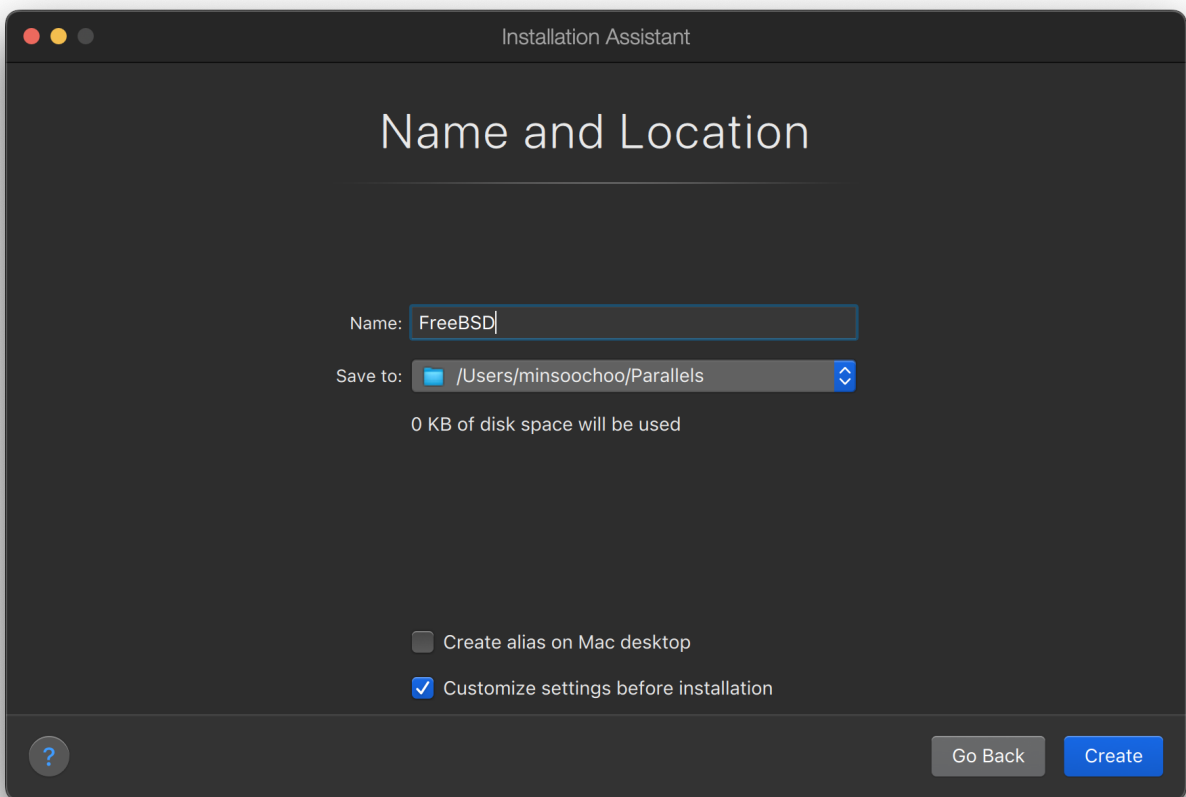 Installation Assistant
Name and Location
Name: FreeBSD
Save to: /Users/minsoochoo/Parallels
0 KB of disk space will be used
Create alias on Mac desktop
Customize settings before installation
? Go Back Create